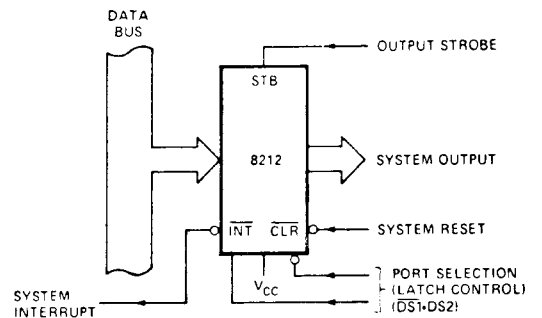 DATA
BUS
OUTPUT STROBE
STB
8212
SYSTEM OUTPUT
INT
CLR
SYSTEM RESET
VCC
PORT SELECTION
(LATCH CONTROL)
(DS1•DS2)
SYSTEM
INTERRUPT